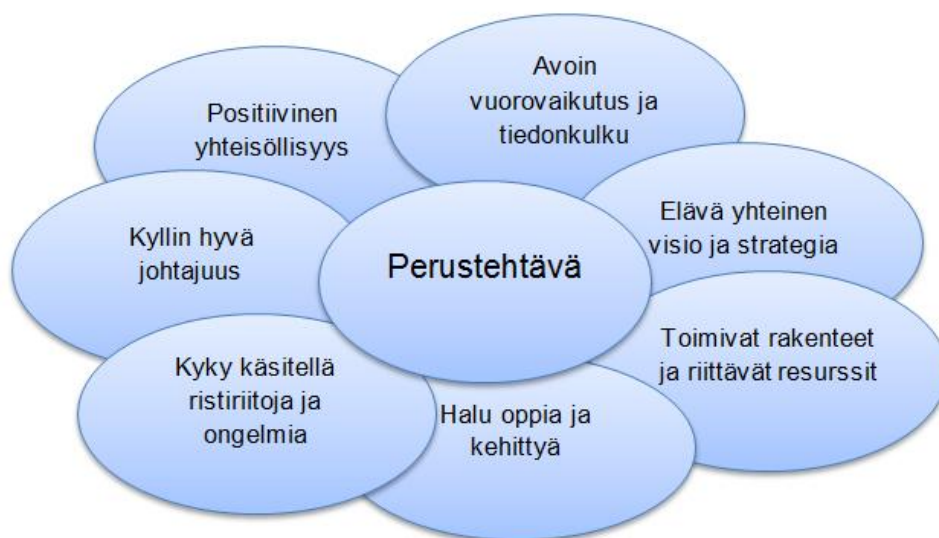 Avoin
vuorovaikutus ja
tiedonkulku
Positiivinen
yhteisöllisyys
Elävä yhteinen
visio ja strategia
Kyllin hyvä
johtajuus
Perustehtävä
Toimivat rakenteet
ja riittävät resurssit
Kyky käsitellä
ristiriitoja ja
ongelmia
Halu oppia ja
kehittyä